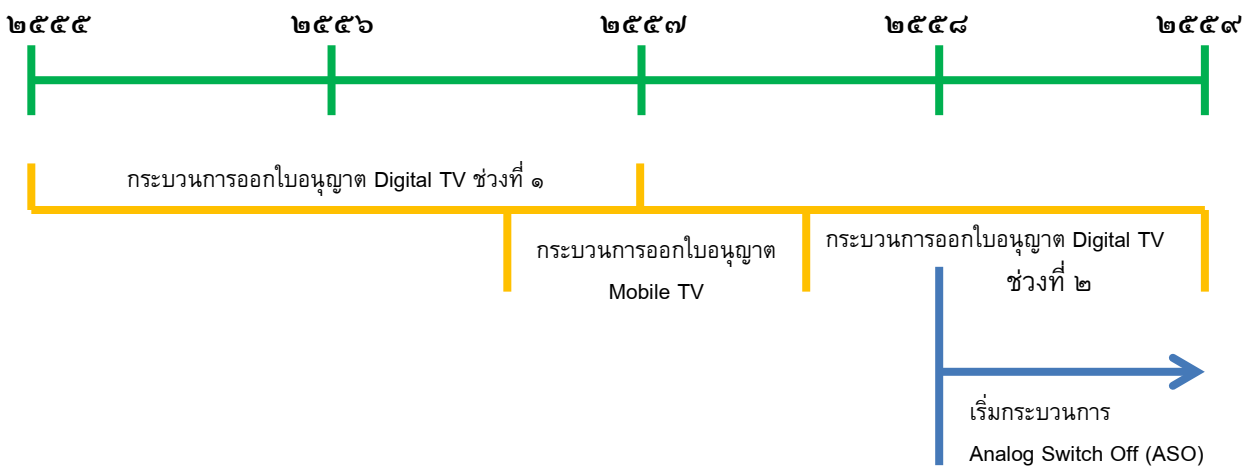 ๒๕๕๕ ๒๕๕๖ ๒๕๕๗ ๒๕๕๘ ๒๕๕๙
กระบวนการออกใบอนุญาต Digital TV ช่วงที่ ๑
กระบวนการออกใบอนุญาต
Mobile TV
กระบวนการออกใบอนุญาต Digital TV
ช่วงที่ ๒
เริ่มกระบวนการ
Analog Switch Off (ASO)